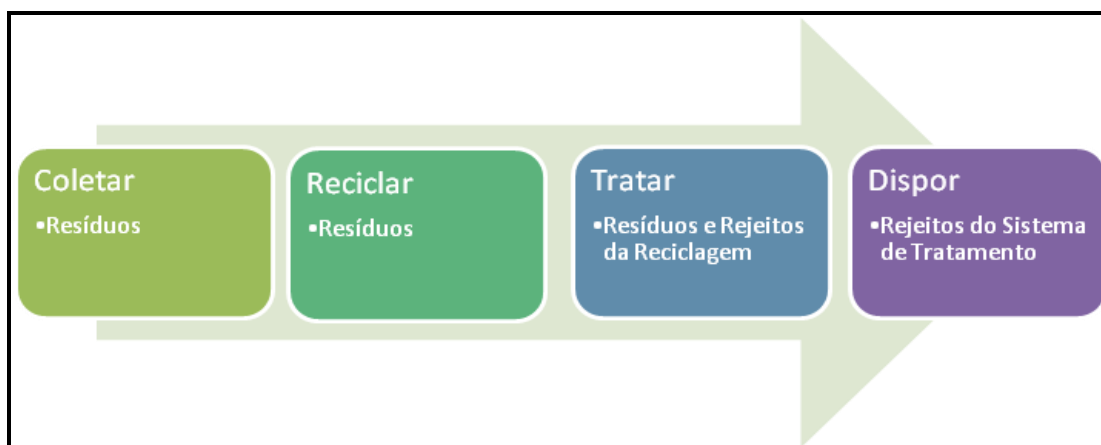 Coletar
•Resíduos
Reciclar
•Resíduos
Tratar
•Resíduos e Rejeitos
da Reciclagem
Dispor
•Rejeitos do Sistema
de Tratamento